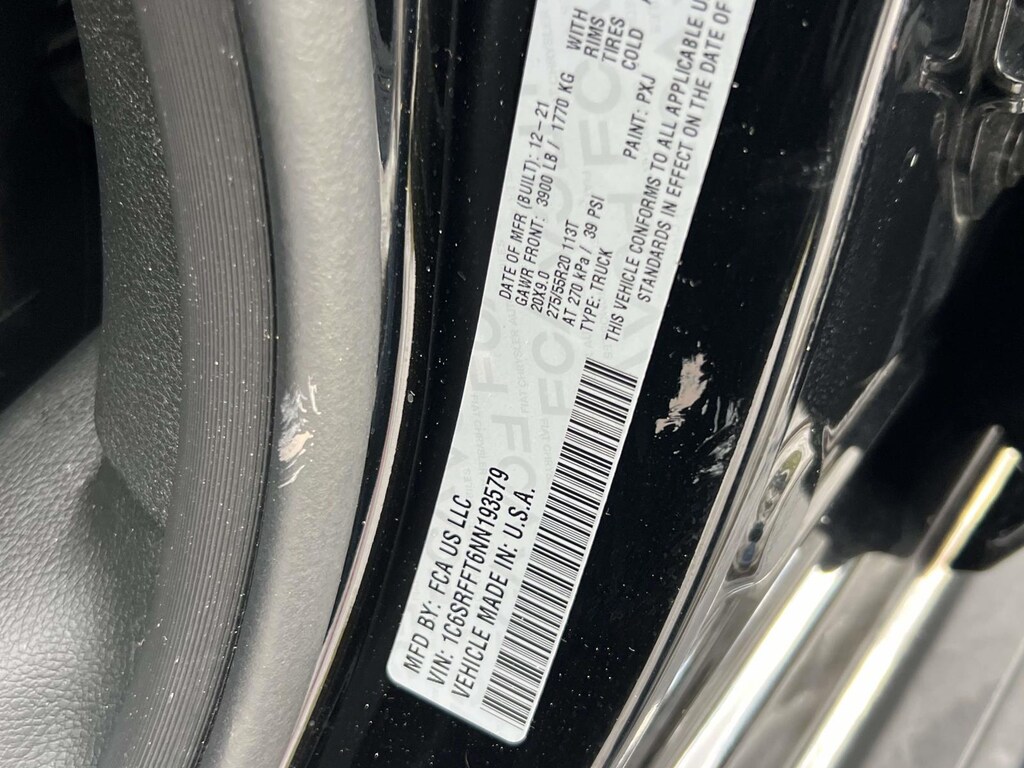 MFD BY: FCA US LLC
VIN: 1C6SRFFT6NN193579
VEHICLE MADE IN: U.S.A.
DATE OF MFR (BUILT): 12-21
GAWR FRONT: 3900 LB / 1770 KG WITH
20X9.0 RIMS
275/55R20 113T TIRES
AT 270 kPa / 39 PSI COLD
TYPE: TRUCK PAINT: PXJ
THIS VEHICLE CONFORMS TO ALL APPLICABLE
STANDARDS IN EFFECT ON THE DATE OF